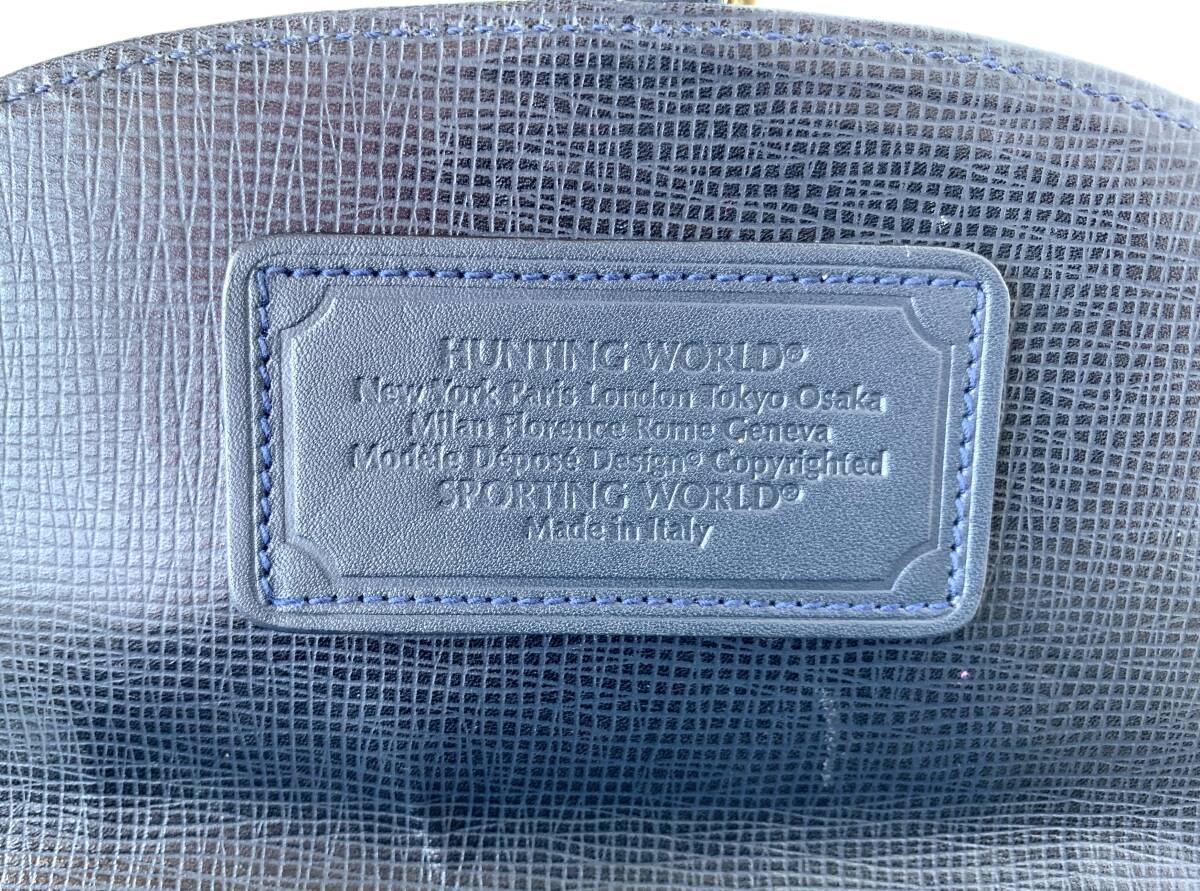 HUNTING WORLD®
New York Paris London Tokyo Osaka
Milan Florence Rome Geneva
Modèle Déposé Design® Copyrighted
SPORTING WORLD®
Made in Italy